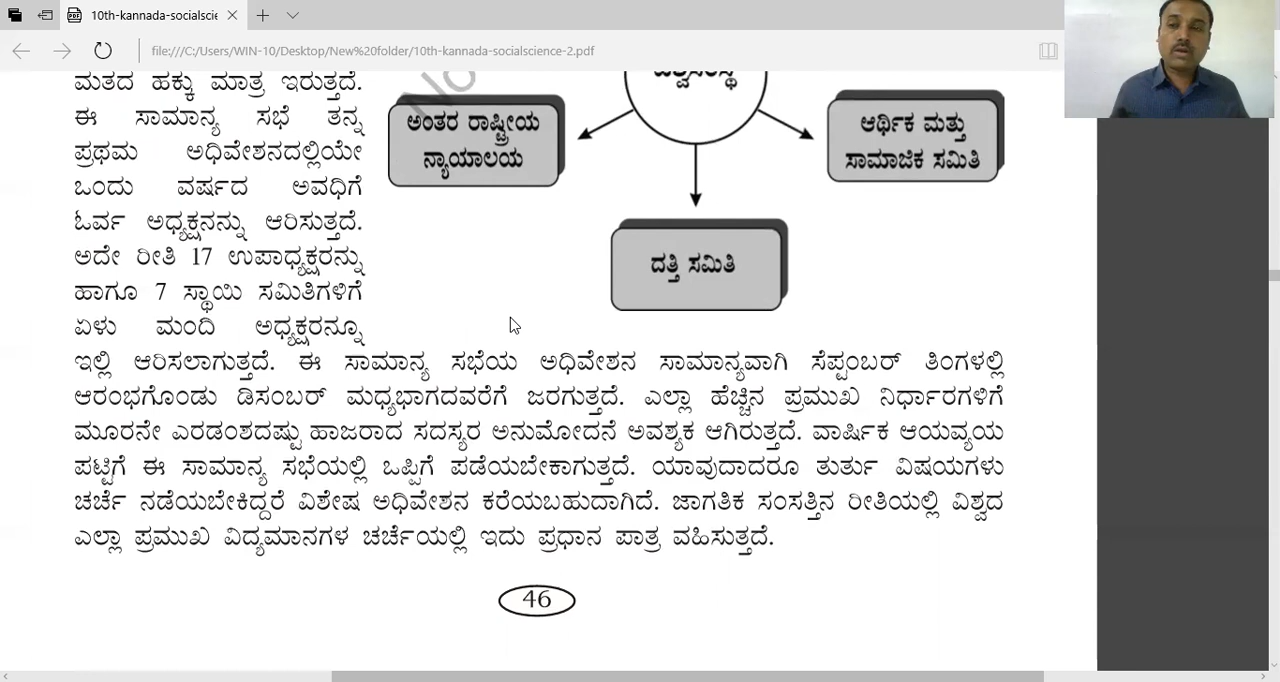 10th-kannada-socialscie
file:///C:/Users/WIN-10/Desktop/New%20folder/10th-kannada-socialscience-2.pdf
ಮತದ ಹಕ್ಕು ಮಾತ್ರ ಇರುತ್ತದೆ.
ಈ ಸಾಮಾನ್ಯ ಸಭೆ ತನ್ನ
ಪ್ರಥಮ ಅಧಿವೇಶನದಲ್ಲಿಯೇ
ಒಂದು ವರ್ಷದ ಅವಧಿಗೆ
ಓರ್ವ ಅಧ್ಯಕ್ಷನನ್ನು ಆರಿಸುತ್ತದೆ.
ಅದೇ ರೀತಿ 17 ಉಪಾಧ್ಯಕ್ಷರನ್ನು
ಹಾಗೂ 7 ಸ್ಥಾಯಿ ಸಮಿತಿಗಳಿಗೆ
ಏಳು ಮಂದಿ ಅಧ್ಯಕ್ಷರನ್ನೂ
No
ಅಂತರ ರಾಷ್ಟ್ರೀಯ
ನ್ಯಾಯಾಲಯ
ಆರ್ಥಿಕ ಮತ್ತು
ಸಾಮಾಜಿಕ ಸಮಿತಿ
ದತ್ತಿ ಸಮಿತಿ
ಇಲ್ಲಿ ಆರಿಸಲಾಗುತ್ತದೆ. ಈ ಸಾಮಾನ್ಯ ಸಭೆಯ ಅಧಿವೇಶನ ಸಾಮಾನ್ಯವಾಗಿ ಸೆಪ್ಟಂಬರ್ ತಿಂಗಳಲ್ಲಿ
ಆರಂಭಗೊಂಡು ಡಿಸಂಬರ್ ಮಧ್ಯಭಾಗದವರೆಗೆ ಜರಗುತ್ತದೆ. ಎಲ್ಲಾ ಹೆಚ್ಚಿನ ಪ್ರಮುಖ ನಿರ್ಧಾರಗಳಿಗೆ
ಮೂರನೇ ಎರಡಂಶದಷ್ಟು ಹಾಜರಾದ ಸದಸ್ಯರ ಅನುಮೋದನೆ ಅವಶ್ಯಕ ಆಗಿರುತ್ತದೆ. ವಾರ್ಷಿಕ ಆಯವ್ಯಯ
ಪಟ್ಟಿಗೆ ಈ ಸಾಮಾನ್ಯ ಸಭೆಯಲ್ಲಿ ಒಪ್ಪಿಗೆ ಪಡೆಯಬೇಕಾಗುತ್ತದೆ. ಯಾವುದಾದರೂ ತುರ್ತು ವಿಷಯಗಳು
ಚರ್ಚೆ ನಡೆಯಬೇಕಿದ್ದರೆ ವಿಶೇಷ ಅಧಿವೇಶನ ಕರೆಯಬಹುದಾಗಿದೆ. ಜಾಗತಿಕ ಸಂಸತ್ತಿನ ರೀತಿಯಲ್ಲಿ ವಿಶ್ವದ
ಎಲ್ಲಾ ಪ್ರಮುಖ ವಿದ್ಯಮಾನಗಳ ಚರ್ಚೆಯಲ್ಲಿ ಇದು ಪ್ರಧಾನ ಪಾತ್ರ ವಹಿಸುತ್ತದೆ.
46